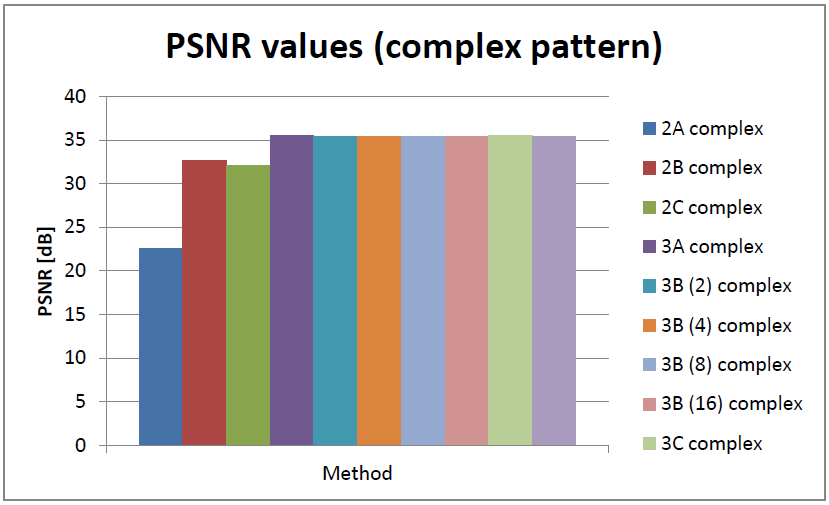 PSNR values (complex pattern)
40
35
30
25
20
15
10
5
0
PSNR [dB]
Method
2A complex
2B complex
2C complex
3A complex
3B (2) complex
3B (4) complex
3B (8) complex
3B (16) complex
3C complex